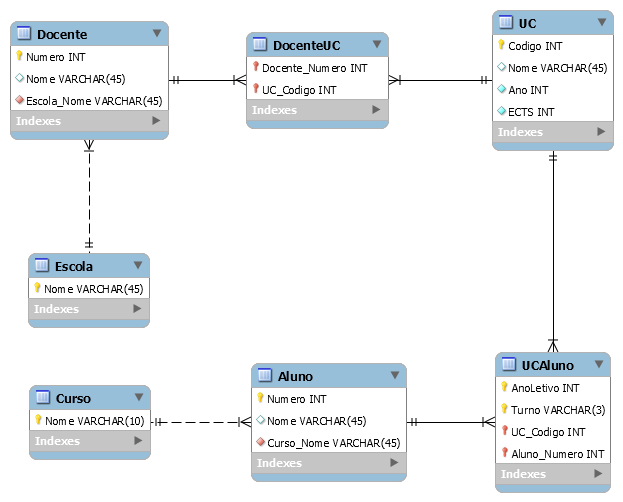 Docente
Numero INT
Nome VARCHAR(45)
Escola_Nome VARCHAR(45)
Indexes
DocenteUC
Docente_Numero INT
UC_Codigo INT
Indexes
UC
Codigo INT
Nome VARCHAR(45)
Ano INT
ECTS INT
Indexes
Escola
Nome VARCHAR(45)
Indexes
Curso
Nome VARCHAR(10)
Indexes
Aluno
Numero INT
Nome VARCHAR(45)
Curso_Nome VARCHAR(45)
Indexes
UCAluno
AnoLetivo INT
Turno VARCHAR(3)
UC_Codigo INT
Aluno_Numero INT
Indexes